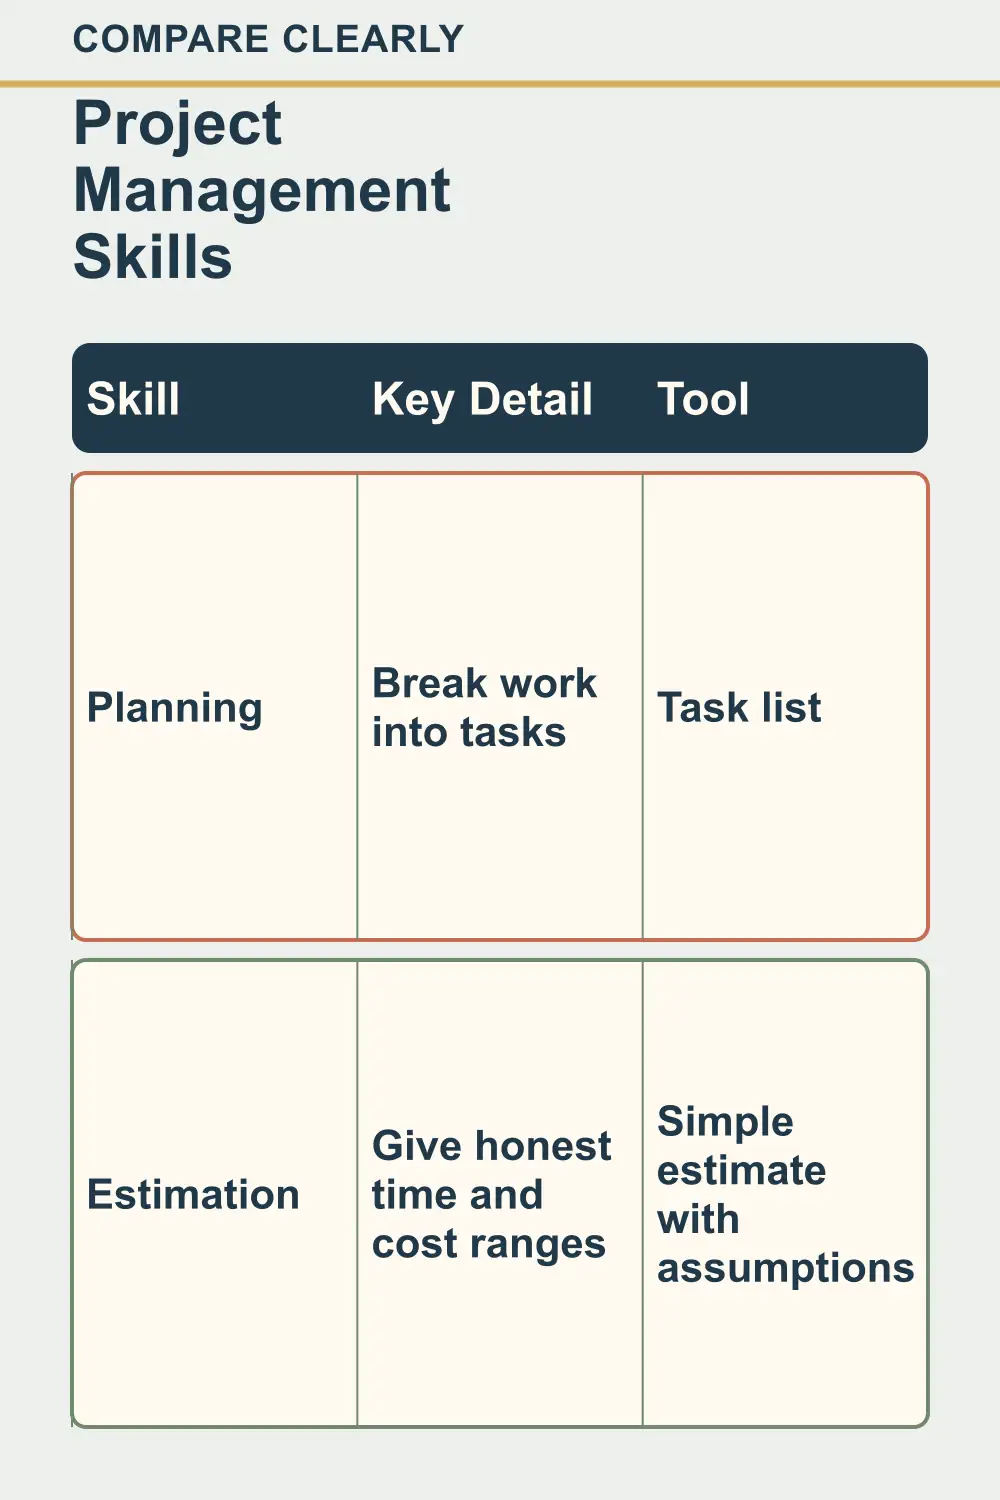 COMPARE CLEARLY
Project
Management
Skills
Skill Key Detail Tool
Planning
Break work
into tasks
Task list
Estimation
Give honest
time and
cost ranges
Simple
estimate
with
assumptions